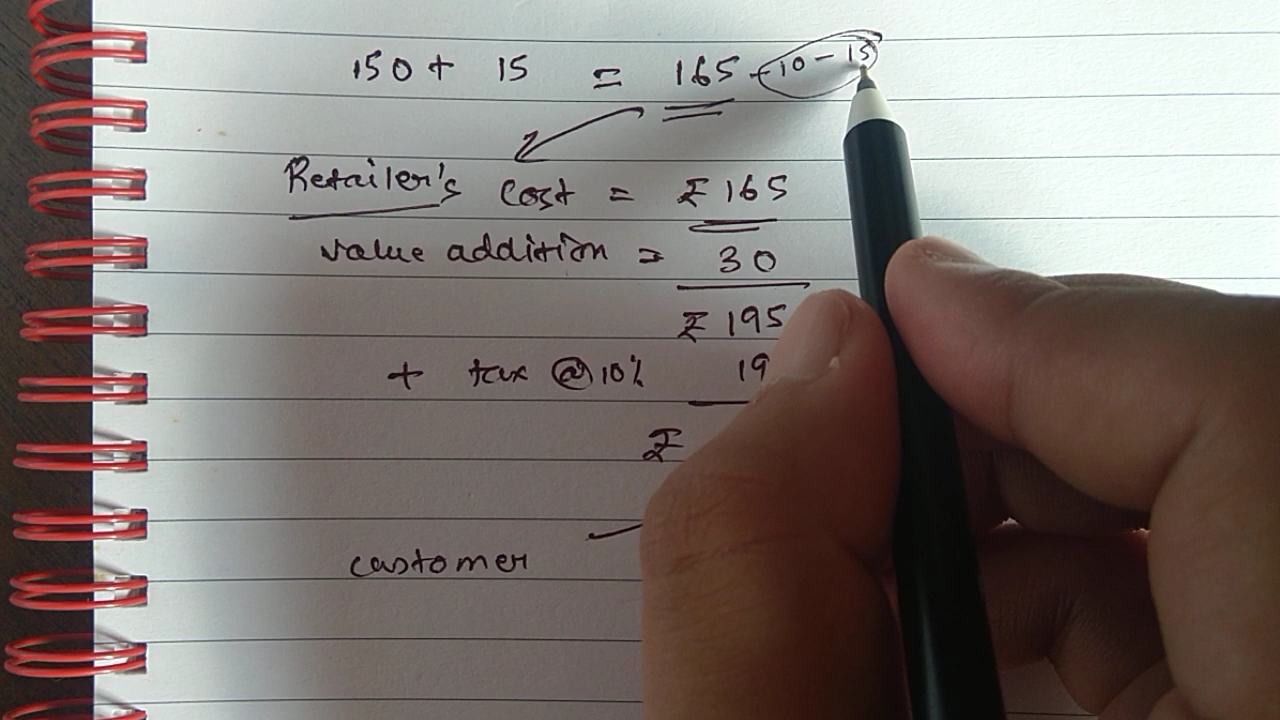 150 + 15 = 165 - 10 - 15
Retailer's cost = ₹ 165
value addition = 30
₹ 195
+ tax @ 10% 19
₹
customer